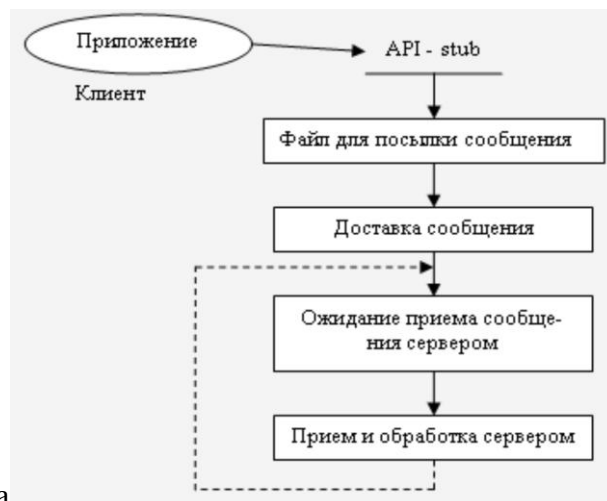 Приложение
API - stub
Клиент
Файл для посылки сообщения
Доставка сообщения
Ожидание приема сообще-
ния сервером
Прием и обработка сервером
а